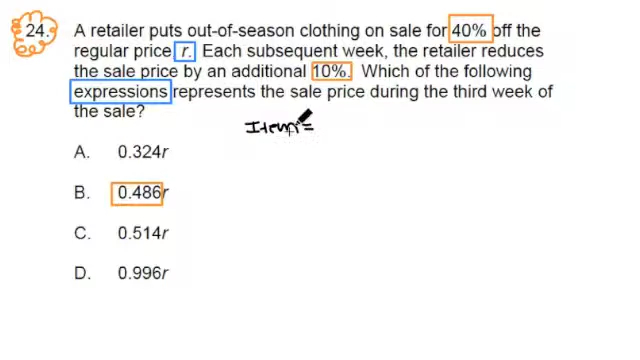 24. A retailer puts out-of-season clothing on sale for 40% off the
regular price, r. Each subsequent week, the retailer reduces
the sale price by an additional 10%. Which of the following
expressions represents the sale price during the third week of
the sale?
Item =
A. 0.324r
B. 0.486r
C. 0.514r
D. 0.996r